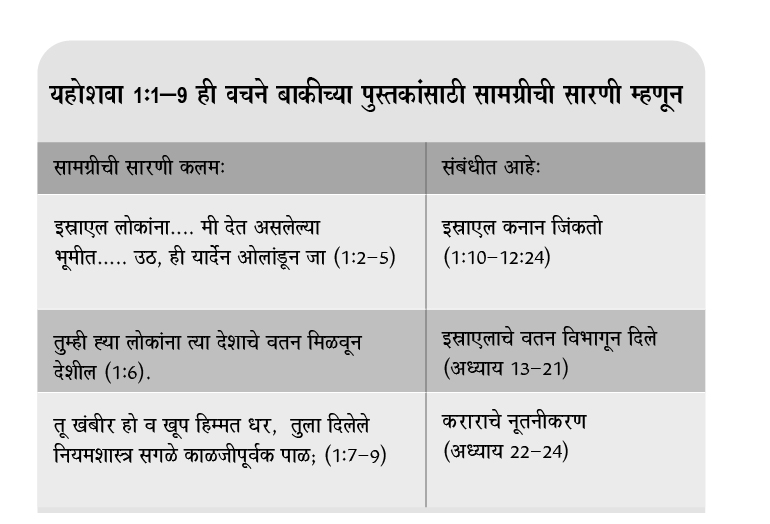 यहोशवा 1:1–9 ही वचने बाकीच्या पुस्तकांसाठी सामग्रीची सारणी म्हणून
सामग्रीची सारणी कलमः
संबंधीत आहेः
इस्राएल लोकांना.... मी देत असलेल्या
भूमीत..... उठ, ही यार्देन ओलांडून जा (1:2–5)
इस्राएल कनान जिंकतो
(1:10–12:24)
तुम्ही ह्या लोकांना त्या देशाचे वतन मिळवून
देशील (1:6).
इस्राएलाचे वतन विभागून दिले
(अध्याय 13–21)
तू खंबीर हो व खूप हिम्मत धर, तुला दिलेले
नियमशास्त्र सगळे काळजीपूर्वक पाळ; (1:7–9)
कराराचे नूतनीकरण
(अध्याय 22–24)